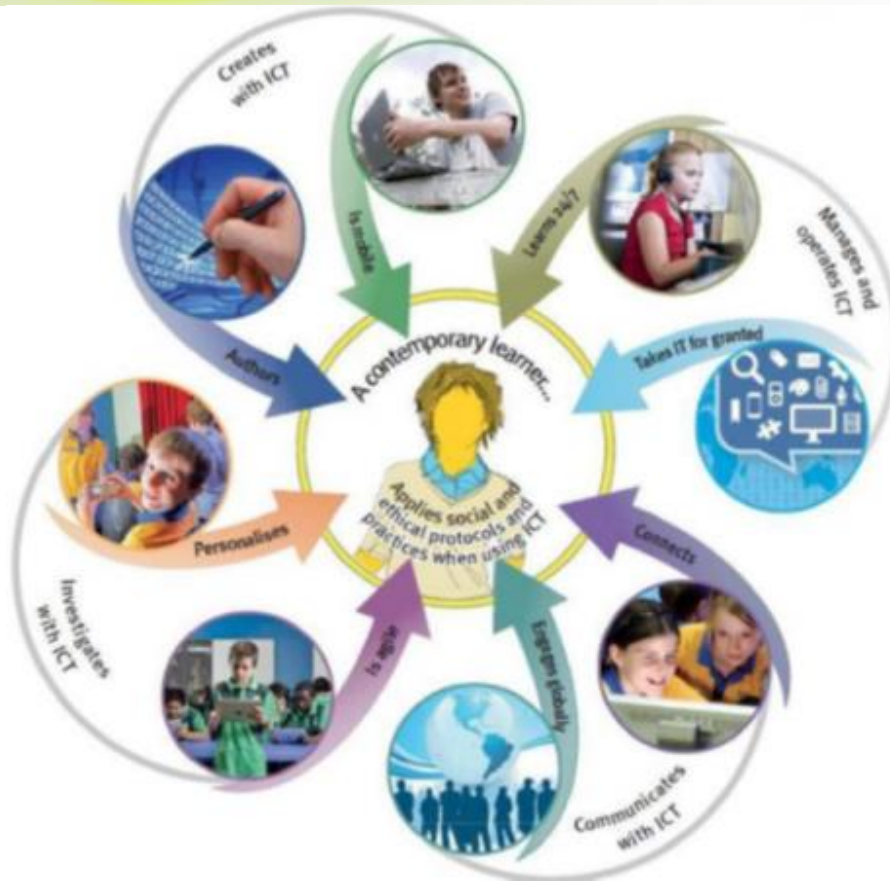 Creates
with ICT
Is mobile
Learns 24/7
Manages and
operates ICT
Authors
A contemporary learner...
Takes IT for granted
Applies social and
ethical protocols and
practices when using ICT
Personalises
Connects
Investigates
with ICT
Is agile
Engages globally
Communicates
with ICT